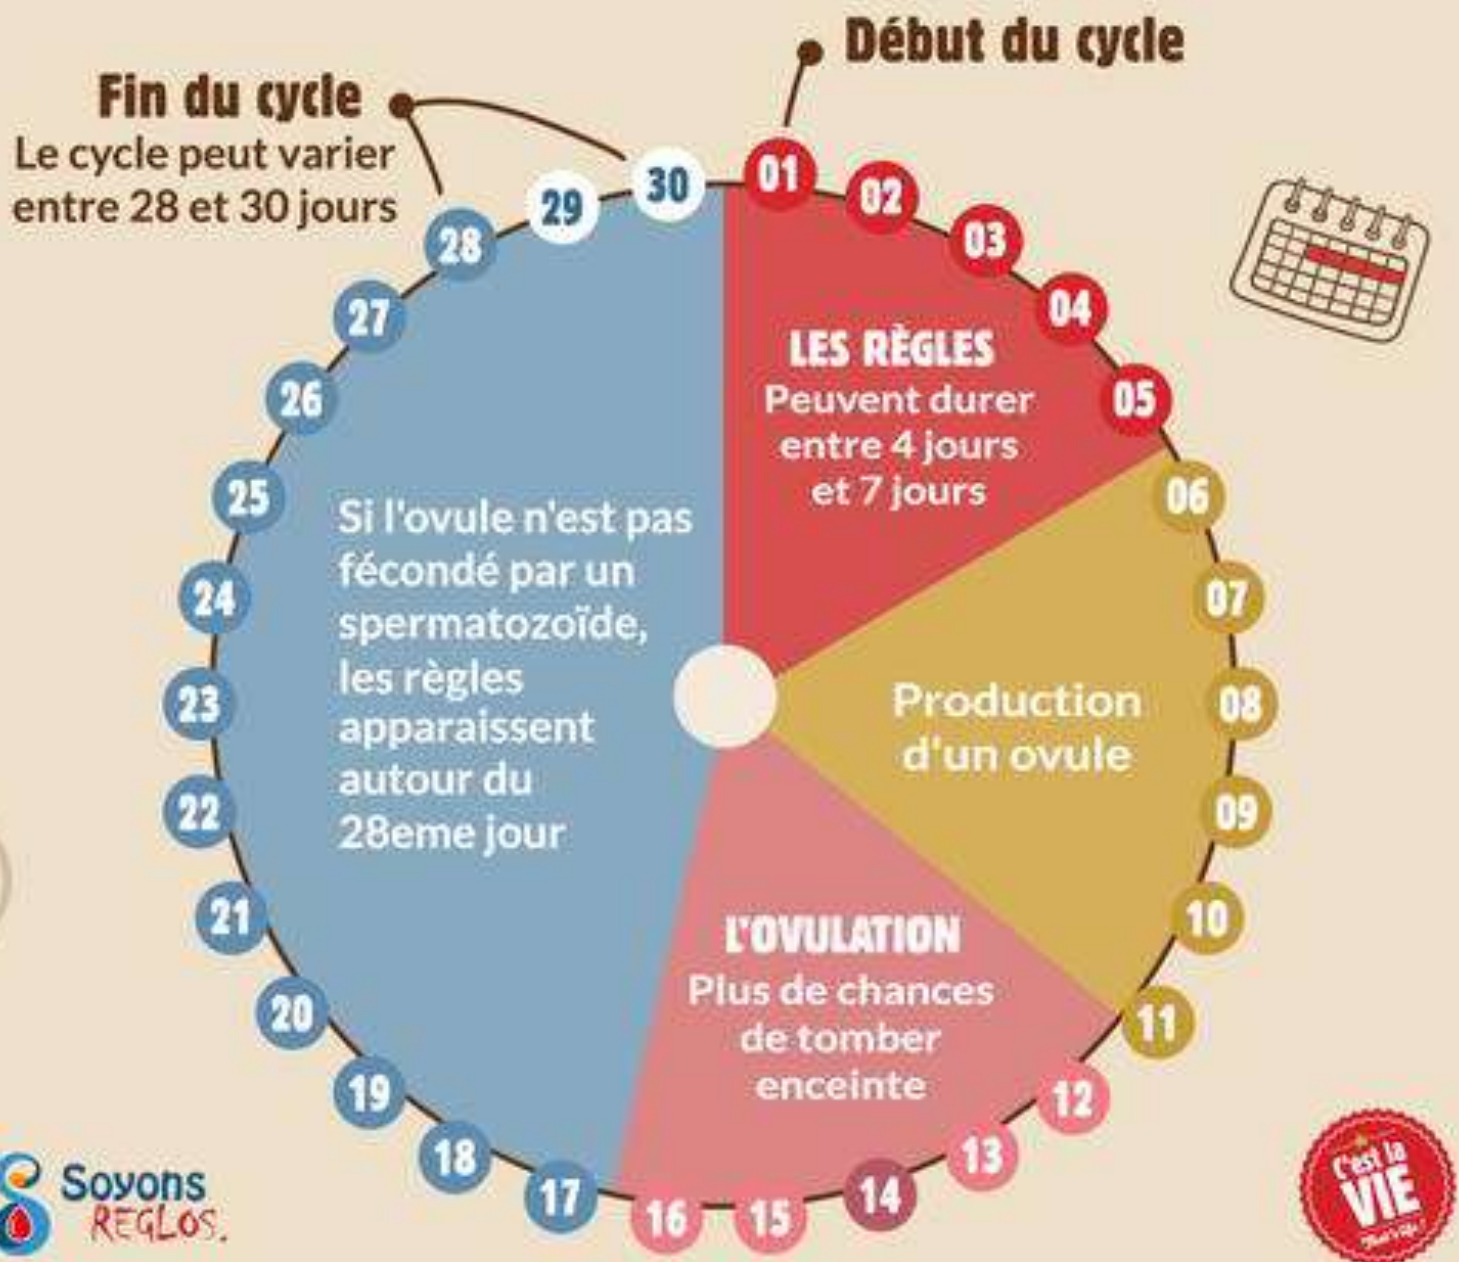 Début du cycle
Fin du cycle
Le cycle peut varier
entre 28 et 30 jours
01
02
03
04
05
06
07
08
09
10
11
12
13
14
15
16
17
18
19
20
21
22
23
24
25
26
27
28
29
30
LES RÈGLES
Peuvent durer
entre 4 jours
et 7 jours
Production
d'un ovule
L'OVULATION
Plus de chances
de tomber
enceinte
Si l'ovule n'est pas
fécondé par un
spermatozoïde,
les règles
apparaissent
autour du
28eme jour
Soyons
REGLOS.
C'est la
VIE